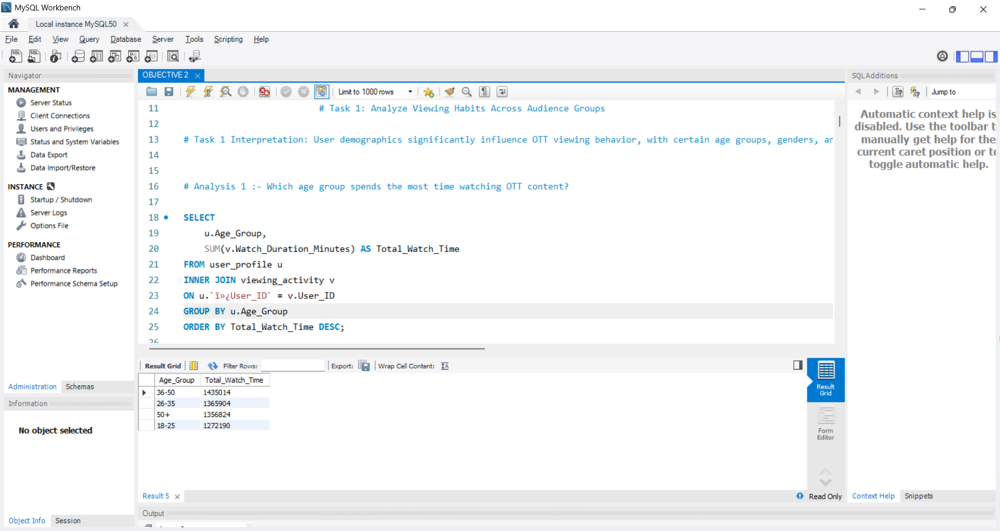 MySQL Workbench
Local instance MySQL50
File Edit View Query Database Server Tools Scripting Help
Navigator
MANAGEMENT
Server Status
Client Connections
Users and Privileges
Status and System Variables
Data Export
Data Import/Restore
INSTANCE
Startup / Shutdown
Server Logs
Options File
PERFORMANCE
Dashboard
Performance Reports
Performance Schema Setup
Administration Schemas
Information
No object selected
Object Info Session
OBJECTIVE 2
Limit to 1000 rows
11 # Task 1: Analyze Viewing Habits Across Audience Groups
12
13 # Task 1 Interpretation: User demographics significantly influence OTT viewing behavior, with certain age groups, genders, an
14
15
16 # Analysis 1 :- Which age group spends the most time watching OTT content?
17
18 SELECT
19 u.Age_Group,
20 SUM(v.Watch_Duration_Minutes) AS Total_Watch_Time
21 FROM user_profile u
22 INNER JOIN viewing_activity v
23 ON u.`ï»¿User_ID` = v.User_ID
24 GROUP BY u.Age_Group
25 ORDER BY Total_Watch_Time DESC;
26
Result Grid Filter Rows: Export: Wrap Cell Content:
Age_Group Total_Watch_Time
36-50 1435014
26-35 1365904
50+ 1356824
18-25 1272190
Result Grid
Form Editor
Result 5
Read Only
Output
SQLAdditions
Jump to
Automatic context help is
disabled. Use the toolbar t
manually get help for the
current caret position or to
toggle automatic help.
Context Help Snippets